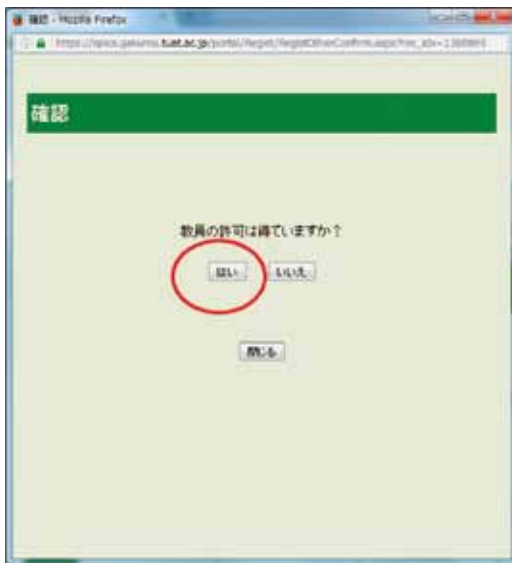 確認 - Mozilla Firefox
確認
教員の許可は得ていますか？
はい いいえ
閉じる